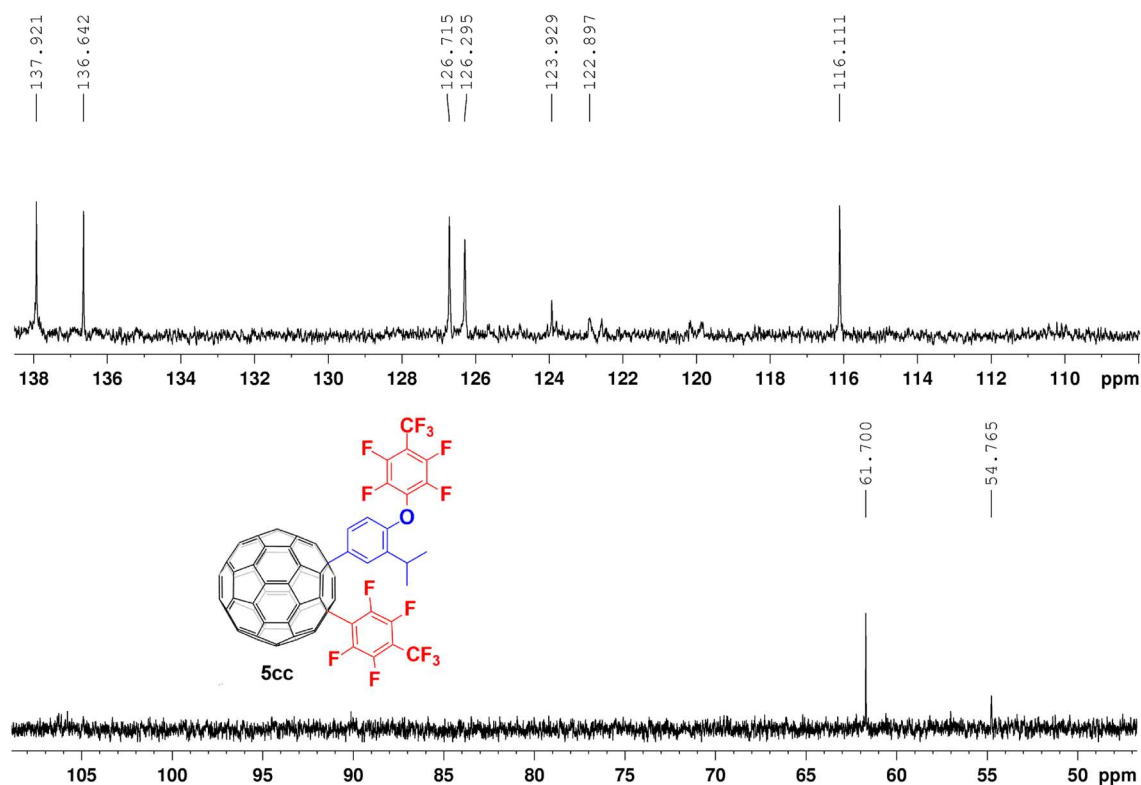 137.921
136.642
126.715
126.295
123.929
122.897
116.111
138 136 134 132 130 128 126 124 122 120 118 116 114 112 110 ppm
CF3
F F
F F
O
F F
F F
CF3
5cc
61.700
54.765
105 100 95 90 85 80 75 70 65 60 55 50 ppm